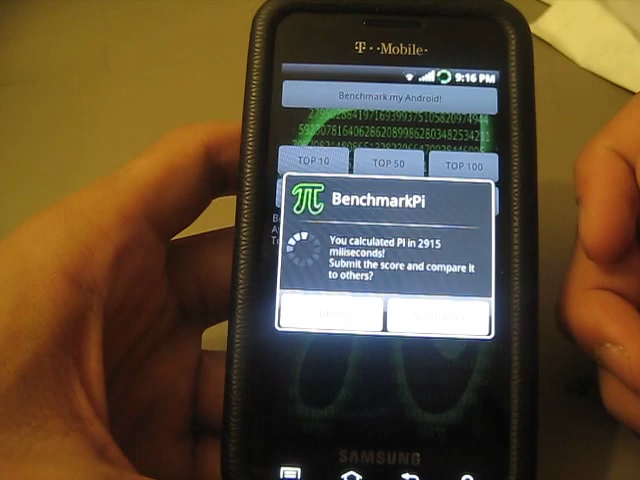 T··Mobile·
9:16 PM
Benchmark my Android!
59230781640628620899862803482534211
TOP 10
TOP 50
TOP 100
BenchmarkPi
You calculated Pi in 2915
miliseconds!
Submit the score and compare it
to others?
SAMSUNG